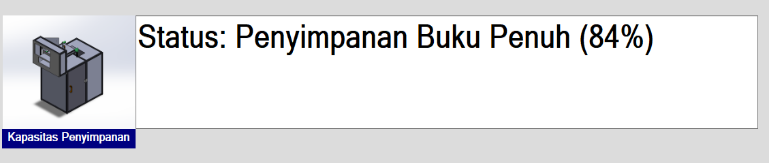 Status: Penyimpanan Buku Penuh (84%)
Kapasitas Penyimpanan